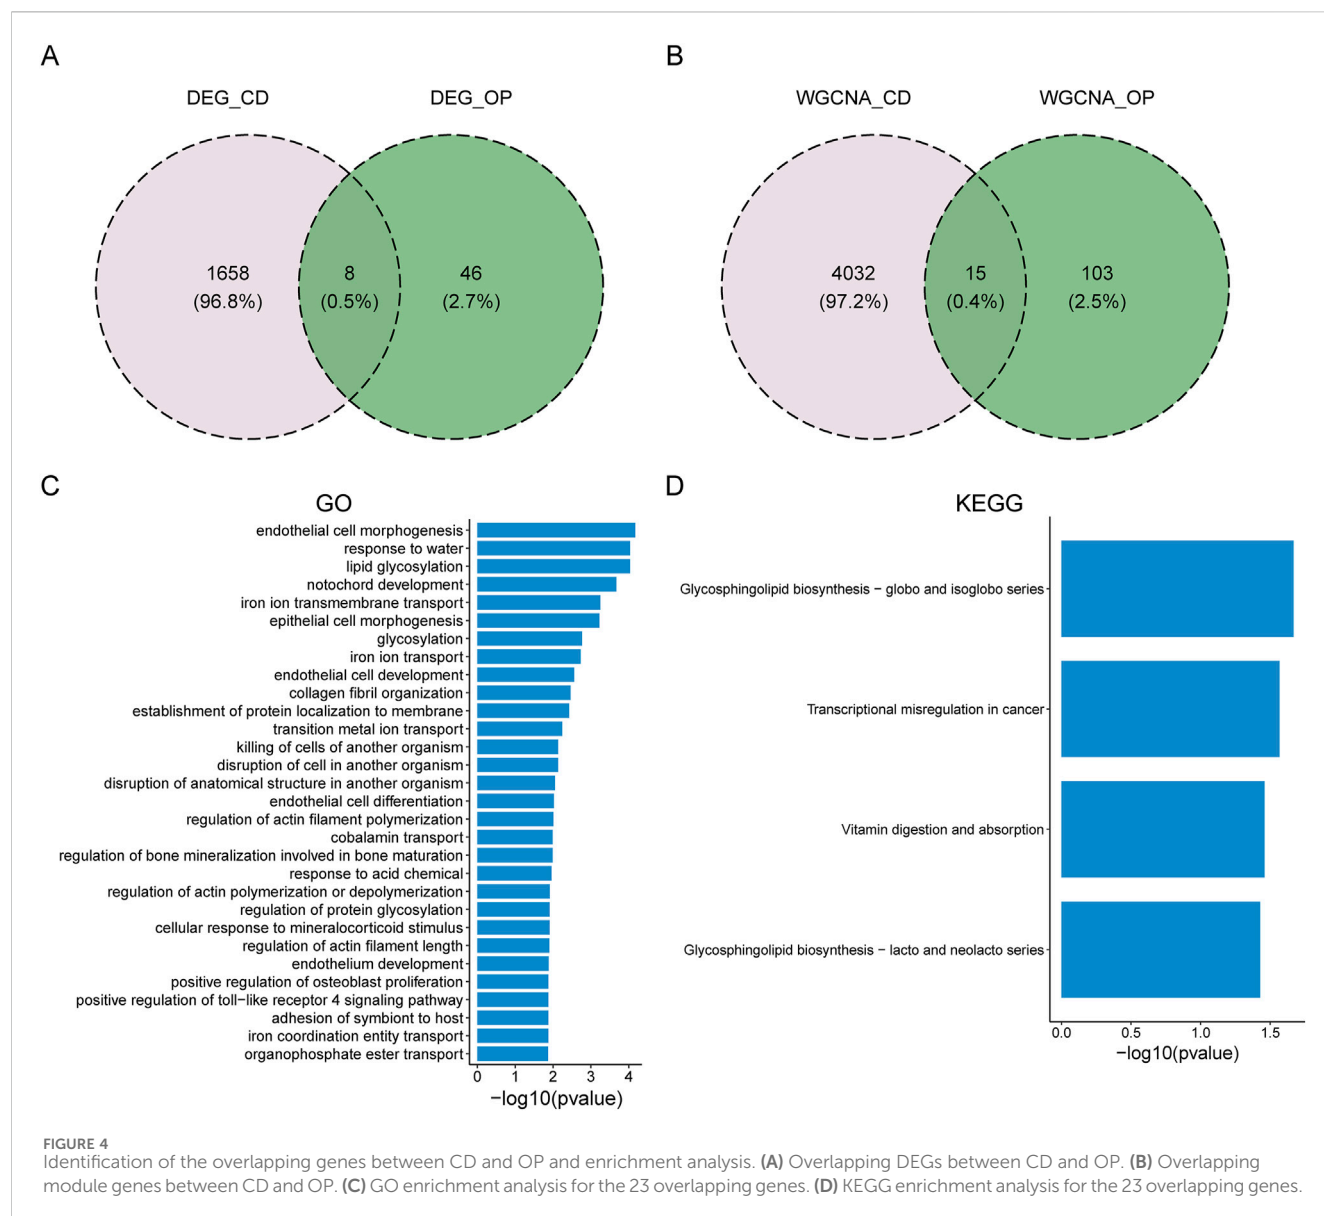 A
DEG_CD
DEG_OP
1658
(96.8%)
8
(0.5%)
46
(2.7%)
B
WGCNA_CD
WGCNA_OP
4032
(97.2%)
15
(0.4%)
103
(2.5%)
C
GO
endothelial cell morphogenesis
response to water
lipid glycosylation
notochord development
iron ion transmembrane transport
epithelial cell morphogenesis
glycosylation
iron ion transport
endothelial cell development
collagen fibril organization
establishment of protein localization to membrane
transition metal ion transport
killing of cells of another organism
disruption of cell in another organism
disruption of anatomical structure in another organism
endothelial cell differentiation
regulation of actin filament polymerization
cobalamin transport
regulation of bone mineralization involved in bone maturation
response to acid chemical
regulation of actin polymerization or depolymerization
regulation of protein glycosylation
cellular response to mineralocorticoid stimulus
regulation of actin filament length
endothelium development
positive regulation of osteoblast proliferation
positive regulation of toll−like receptor 4 signaling pathway
adhesion of symbiont to host
iron coordination entity transport
organophosphate ester transport
0 1 2 3 4
−log10(pvalue)
D
KEGG
Glycosphingolipid biosynthesis − globo and isoglobo series
Transcriptional misregulation in cancer
Vitamin digestion and absorption
Glycosphingolipid biosynthesis − lacto and neolacto series
0.0 0.5 1.0 1.5
−log10(pvalue)
FIGURE 4
Identification of the overlapping genes between CD and OP and enrichment analysis. (A) Overlapping DEGs between CD and OP. (B) Overlapping
module genes between CD and OP. (C) GO enrichment analysis for the 23 overlapping genes. (D) KEGG enrichment analysis for the 23 overlapping genes.